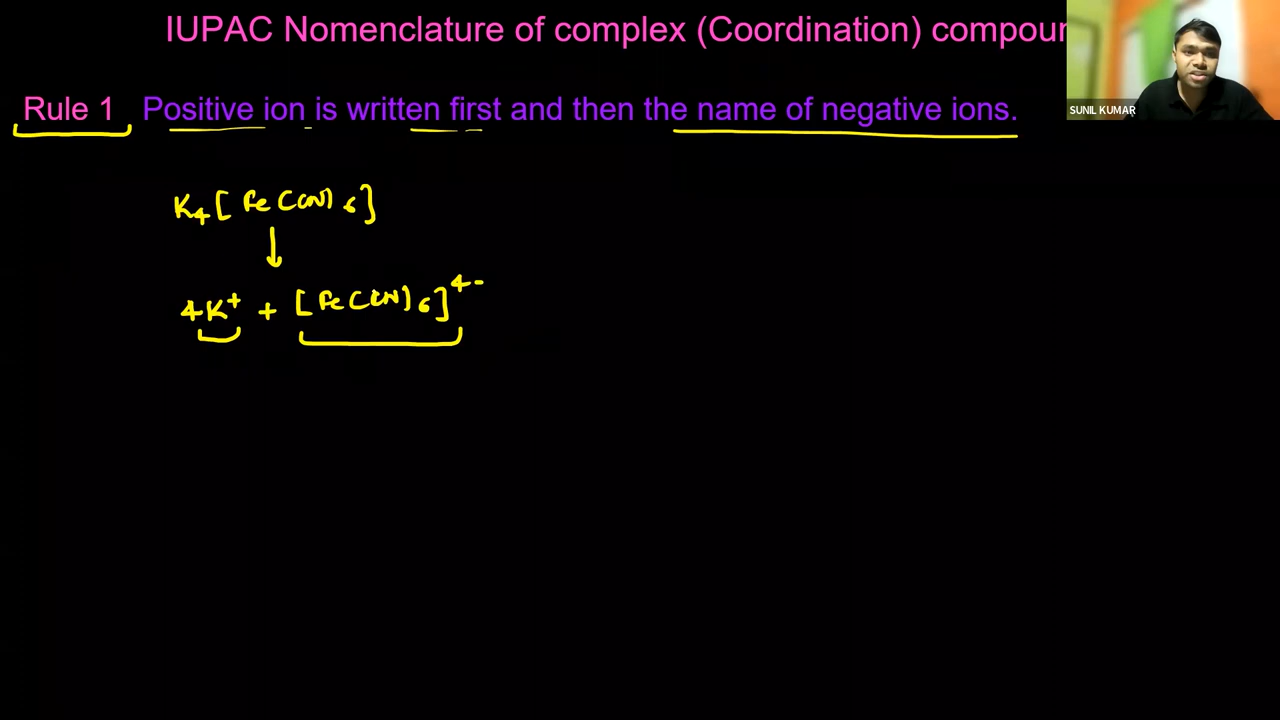 IUPAC Nomenclature of complex (Coordination) compoun
SUNIL KUMAR
Rule 1 Positive ion is written first and then the name of negative ions.
K₄[Fe(CN)₆]
↓
4K⁺ + [Fe(CN)₆]⁴⁻